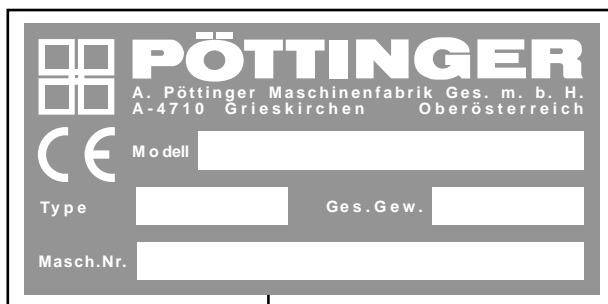 PÖTTINGER
A. Pöttinger Maschinenfabrik Ges. m. b. H.
A-4710 Grieskirchen Oberösterreich
CE Modell
Type Ges.Gew.
Masch.Nr.